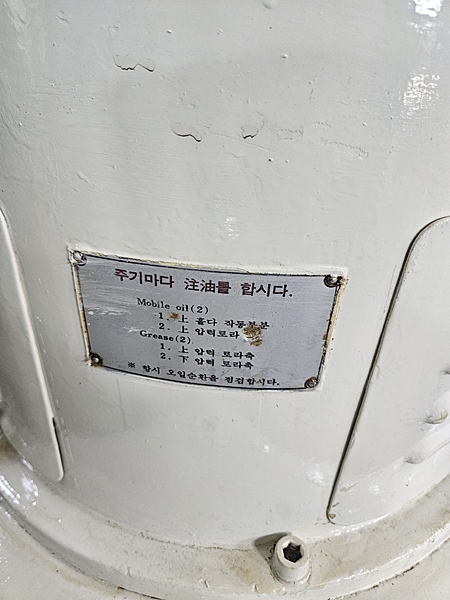 주기마다 注油를 합시다.
Mobile oil(2)
1. 上 홀다 작동부분
2. 上 압력로라
Grease(2).
1. 上 압력 로라축
2. 下 압력 로라축
※ 항시 오일순환을 점검합시다.